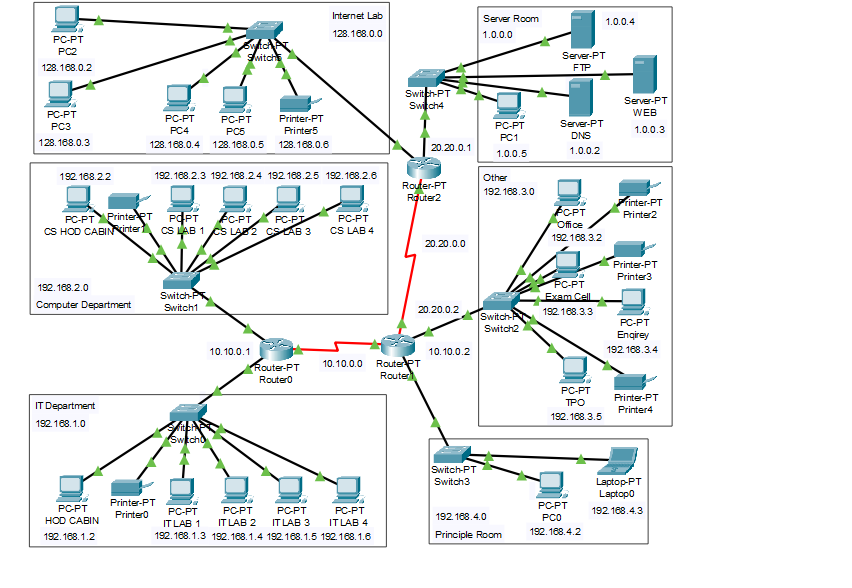 Internet Lab
128.168.0.0
PC-PT
PC2
128.168.0.2
Switch-PT
Switch5
PC-PT
PC3
128.168.0.3
PC-PT
PC4
128.168.0.4
PC-PT
PC5
128.168.0.5
Printer-PT
Printer5
128.168.0.6
Server Room
1.0.0.0
1.0.0.4
Server-PT
FTP
Switch-PT
Switch4
Server-PT
WEB
1.0.0.3
PC-PT
PC1
1.0.0.5
Server-PT
DNS
1.0.0.2
20.20.0.1
Router-PT
Router2
192.168.2.2
192.168.2.3
192.168.2.4
192.168.2.5
192.168.2.6
PC-PT
CS HOD CABIN
Printer-PT
Printer1
PC-PT
CS LAB 1
PC-PT
CS LAB 2
PC-PT
CS LAB 3
PC-PT
CS LAB 4
192.168.2.0
Computer Department
Switch-PT
Switch1
20.20.0.0
20.20.0.2
Other
192.168.3.0
PC-PT
Office
192.168.3.2
Printer-PT
Printer2
Printer-PT
Printer3
PC-PT
Exam Cell
192.168.3.3
Switch-PT
Switch2
PC-PT
Enqirey
192.168.3.4
PC-PT
TPO
192.168.3.5
Printer-PT
Printer4
10.10.0.1
Router-PT
Router0
10.10.0.0
Router-PT
Router1
10.10.0.2
IT Department
192.168.1.0
Switch-PT
Switch0
PC-PT
HOD CABIN
192.168.1.2
Printer-PT
Printer0
PC-PT
IT LAB 1
192.168.1.3
PC-PT
IT LAB 2
192.168.1.4
PC-PT
IT LAB 3
192.168.1.5
PC-PT
IT LAB 4
192.168.1.6
Switch-PT
Switch3
192.168.4.0
Principle Room
PC-PT
PC0
192.168.4.2
Laptop-PT
Laptop0
192.168.4.3